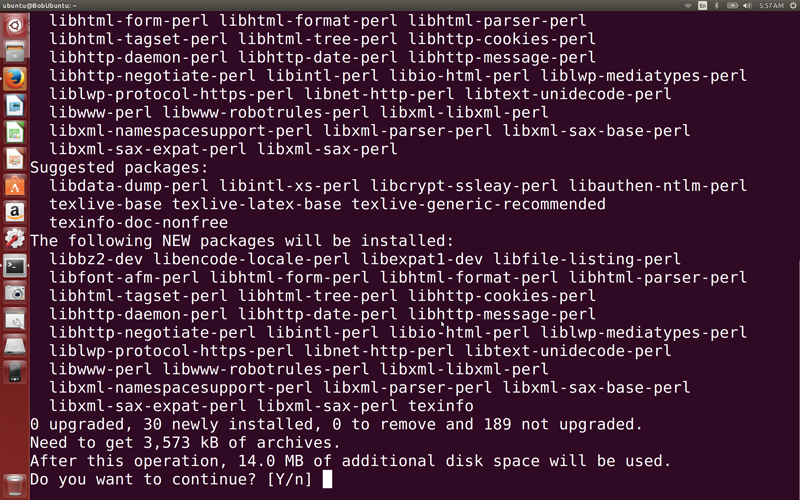 ubuntu@BobUbuntu: ~
En
5:57 AM
libhtml-form-perl libhtml-format-perl libhtml-parser-perl
libhtml-tagset-perl libhtml-tree-perl libhttp-cookies-perl
libhttp-daemon-perl libhttp-date-perl libhttp-message-perl
libhttp-negotiate-perl libintl-perl libio-html-perl liblwp-mediatypes-perl
liblwp-protocol-https-perl libnet-http-perl libtext-unidecode-perl
libwww-perl libwww-robotrules-perl libxml-libxml-perl
libxml-namespacesupport-perl libxml-parser-perl libxml-sax-base-perl
libxml-sax-expat-perl libxml-sax-perl
Suggested packages:
libdata-dump-perl libintl-xs-perl libcrypt-ssleay-perl libauthen-ntlm-perl
texlive-base texlive-latex-base texlive-generic-recommended
texinfo-doc-nonfree
The following NEW packages will be installed:
libbz2-dev libencode-locale-perl libexpat1-dev libfile-listing-perl
libfont-afm-perl libhtml-form-perl libhtml-format-perl libhtml-parser-perl
libhtml-tagset-perl libhtml-tree-perl libhttp-cookies-perl
libhttp-daemon-perl libhttp-date-perl libhttp-message-perl
libhttp-negotiate-perl libintl-perl libio-html-perl liblwp-mediatypes-perl
liblwp-protocol-https-perl libnet-http-perl libtext-unidecode-perl
libwww-perl libwww-robotrules-perl libxml-libxml-perl
libxml-namespacesupport-perl libxml-parser-perl libxml-sax-base-perl
libxml-sax-expat-perl libxml-sax-perl texinfo
0 upgraded, 30 newly installed, 0 to remove and 189 not upgraded.
Need to get 3,573 kB of archives.
After this operation, 14.0 MB of additional disk space will be used.
Do you want to continue? [Y/n]